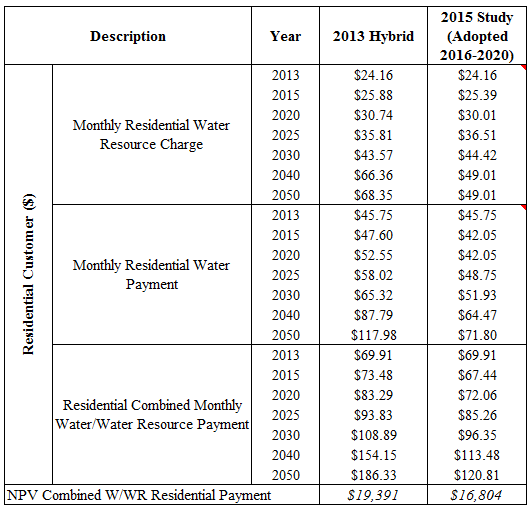 Description Year 2013 Hybrid 2015 Study
(Adopted
2016-2020)
Residential Customer ($)
Monthly Residential Water
Resource Charge
2013 $24.16 $24.16
2015 $25.88 $25.39
2020 $30.74 $30.01
2025 $35.81 $36.51
2030 $43.57 $44.42
2040 $66.36 $49.01
2050 $68.35 $49.01
Monthly Residential Water
Payment
2013 $45.75 $45.75
2015 $47.60 $42.05
2020 $52.55 $42.05
2025 $58.02 $48.75
2030 $65.32 $51.93
2040 $87.79 $64.47
2050 $117.98 $71.80
Residential Combined Monthly
Water/Water Resource Payment
2013 $69.91 $69.91
2015 $73.48 $67.44
2020 $83.29 $72.06
2025 $93.83 $85.26
2030 $108.89 $96.35
2040 $154.15 $113.48
2050 $186.33 $120.81
NPV Combined W/WR Residential Payment $19,391 $16,804